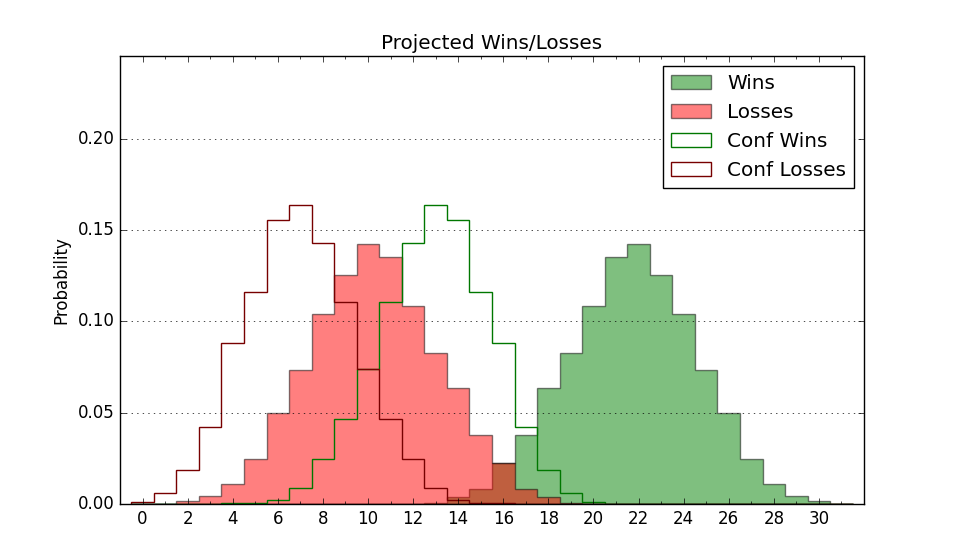 Projected Wins/Losses
Wins
Losses
Conf Wins
Conf Losses
Probability
0.20
0.15
0.10
0.05
0.00
0 2 4 6 8 10 12 14 16 18 20 22 24 26 28 30